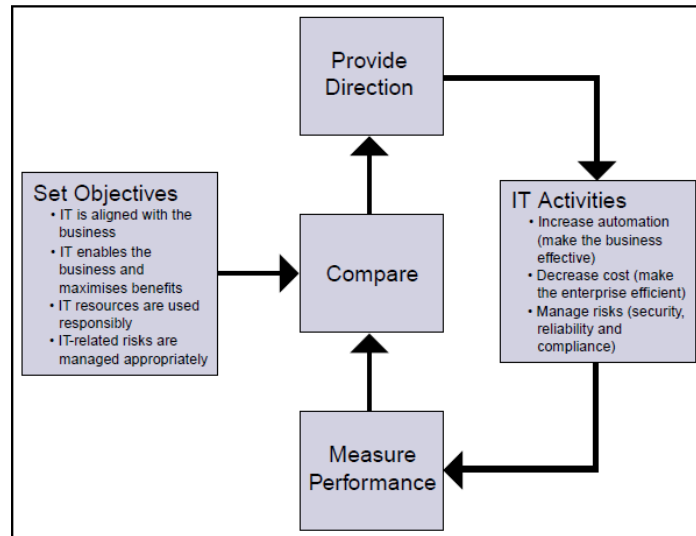 Provide
Direction
Set Objectives
• IT is aligned with the
business
• IT enables the
business and
maximises benefits
• IT resources are used
responsibly
• IT-related risks are
managed appropriately
Compare
IT Activities
• Increase automation
(make the business
effective)
• Decrease cost (make
the enterprise efficient)
• Manage risks (security,
reliability and
compliance)
Measure
Performance